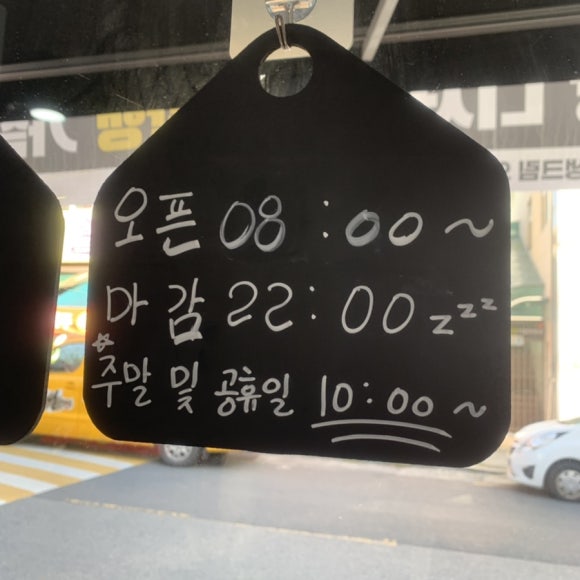 오픈 08:00~
마감 22:00 zzz
☆주말 및 공휴일 10:00~